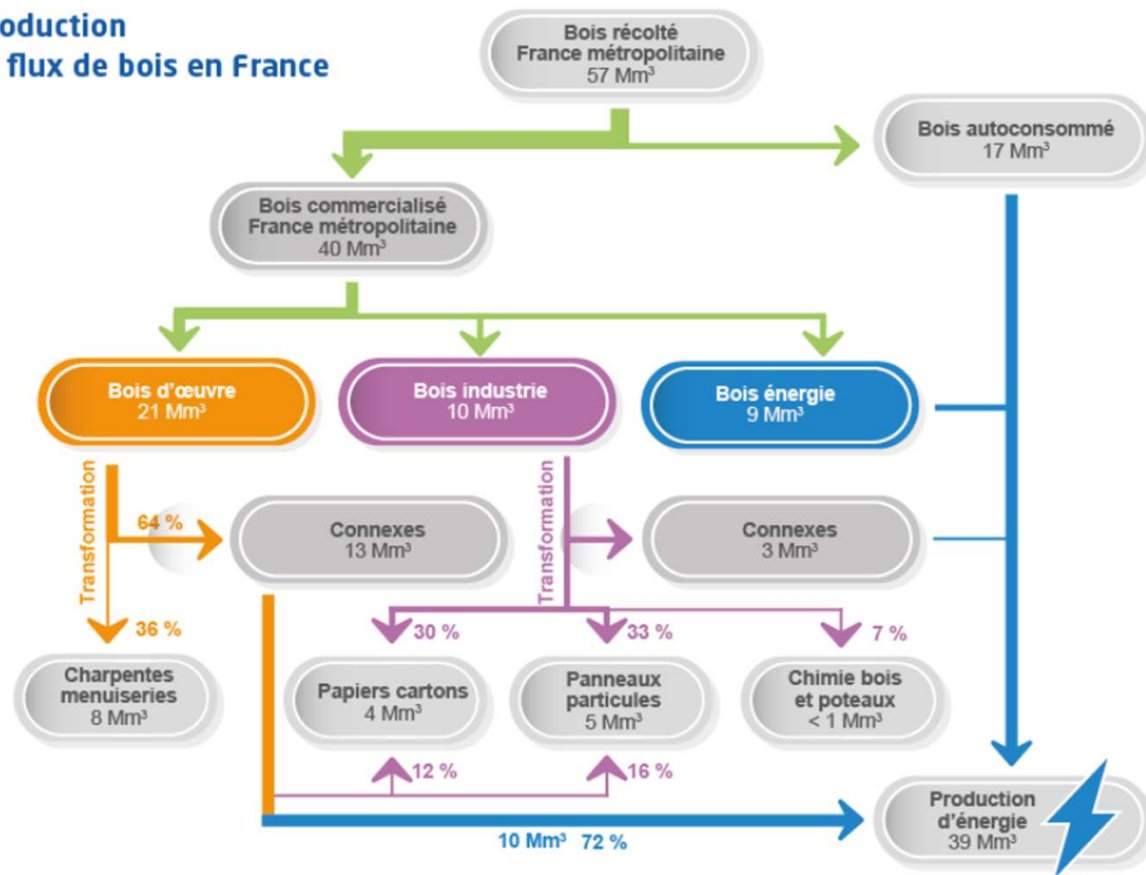 oduction
flux de bois en France
Bois récolté
France métropolitaine
57 Mm³
Bois autoconsommé
17 Mm³
Bois commercialisé
France métropolitaine
40 Mm³
Bois d'œuvre
21 Mm³
Bois industrie
10 Mm³
Bois énergie
9 Mm³
Transformation
64 %
Connexes
13 Mm³
Transformation
Connexes
3 Mm³
36 %
30 %
33 %
7 %
Charpentes
menuiseries
8 Mm³
Papiers cartons
4 Mm³
Panneaux
particules
5 Mm³
Chimie bois
et poteaux
< 1 Mm³
12 %
16 %
10 Mm³ 72 %
Production
d'énergie
39 Mm³